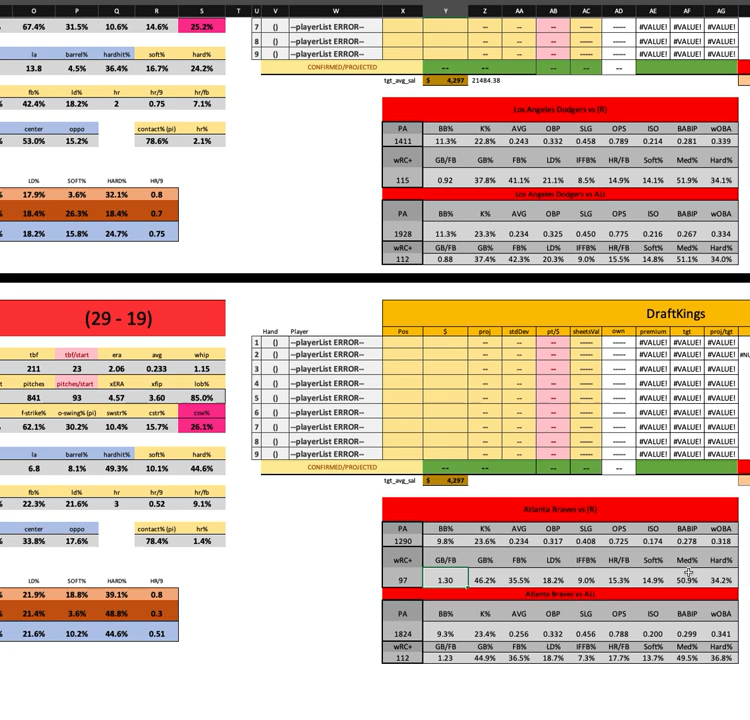 O P Q R S T U V W X Y Z AA AB AC AD AE AF AG
67.4% 31.5% 10.6% 14.6% 25.2% 7 () --playerList ERROR-- -- -- ----- ----- #VALUE! #VALUE! #VALUE!
8 () --playerList ERROR-- -- -- ----- ----- #VALUE! #VALUE! #VALUE!
la barrel% hardhit% soft% hard%
9 () --playerList ERROR-- -- -- ----- ----- #VALUE! #VALUE! #VALUE!
13.8 4.5% 36.4% 16.7% 24.2% CONFIRMED/PROJECTED -- -- --
tgt_avg_sal $ 4,297 21484.38
fb% ld% hr hr/9 hr/fb
42.4% 18.2% 2 0.75 7.1%
Los Angeles Dodgers vs (R)
center oppo contact% (pi) hr%
PA BB% K% AVG OBP SLG OPS ISO BABIP wOBA
53.0% 15.2% 78.6% 2.1%
1411 11.3% 22.8% 0.243 0.332 0.458 0.789 0.214 0.281 0.339
wRC+ GB/FB GB% FB% LD% IFFB% HR/FB Soft% Med% Hard%
LD% SOFT% HARD% HR/9
115 0.92 37.8% 41.1% 21.1% 8.5% 14.9% 14.1% 51.9% 34.1%
17.9% 3.6% 32.1% 0.8
Los Angeles Dodgers vs ALL
18.4% 26.3% 18.4% 0.7
PA BB% K% AVG OBP SLG OPS ISO BABIP wOBA
18.2% 15.8% 24.7% 0.75
1928 11.3% 23.3% 0.234 0.325 0.450 0.775 0.216 0.267 0.334
wRC+ GB/FB GB% FB% LD% IFFB% HR/FB Soft% Med% Hard%
112 0.88 37.4% 42.3% 20.3% 9.0% 15.5% 14.8% 51.1% 34.0%
(29 - 19)
DraftKings
Hand Player Pos $ proj stdDev pt/$ sheetsVal own premium tgt proj/tgt
1 () --playerList ERROR-- -- -- ----- ----- #VALUE! #VALUE! #VALUE!
tbf tbf/start era avg whip
2 () --playerList ERROR-- -- -- ----- ----- #VALUE! #VALUE! #VALUE!
211 23 2.06 0.233 1.15
3 () --playerList ERROR-- -- -- ----- ----- #VALUE! #VALUE! #VALUE!
pitches pitches/start xERA xfip lob%
4 () --playerList ERROR-- -- -- ----- ----- #VALUE! #VALUE! #VALUE!
841 93 4.57 3.60 85.0%
5 () --playerList ERROR-- -- -- ----- ----- #VALUE! #VALUE! #VALUE!
f-strike% o-swing% (pi) swstr% cstr% csw%
6 () --playerList ERROR-- -- -- ----- ----- #VALUE! #VALUE! #VALUE!
62.1% 30.2% 10.4% 15.7% 26.1%
7 () --playerList ERROR-- -- -- ----- ----- #VALUE! #VALUE! #VALUE!
8 () --playerList ERROR-- -- -- ----- ----- #VALUE! #VALUE! #VALUE!
la barrel% hardhit% soft% hard%
9 () --playerList ERROR-- -- -- ----- ----- #VALUE! #VALUE! #VALUE!
6.8 8.1% 49.3% 10.1% 44.6% CONFIRMED/PROJECTED -- -- --
tgt_avg_sal $ 4,297
fb% ld% hr hr/9 hr/fb
22.3% 21.6% 3 0.52 9.1%
Atlanta Braves vs (R)
center oppo contact% (pi) hr%
PA BB% K% AVG OBP SLG OPS ISO BABIP wOBA
33.8% 17.6% 78.4% 1.4%
1290 9.8% 23.6% 0.234 0.317 0.408 0.725 0.174 0.278 0.318
wRC+ GB/FB GB% FB% LD% IFFB% HR/FB Soft% Med% Hard%
LD% SOFT% HARD% HR/9
97 1.30 46.2% 35.5% 18.2% 9.0% 15.3% 14.9% 50.9% 34.2%
21.9% 18.8% 39.1% 0.8
Atlanta Braves vs ALL
21.4% 3.6% 48.8% 0.3
PA BB% K% AVG OBP SLG OPS ISO BABIP wOBA
21.6% 10.2% 44.6% 0.51
1824 9.3% 23.4% 0.256 0.332 0.456 0.788 0.200 0.299 0.341
wRC+ GB/FB GB% FB% LD% IFFB% HR/FB Soft% Med% Hard%
112 1.23 44.9% 36.5% 18.7% 7.3% 17.7% 13.7% 49.5% 36.8%